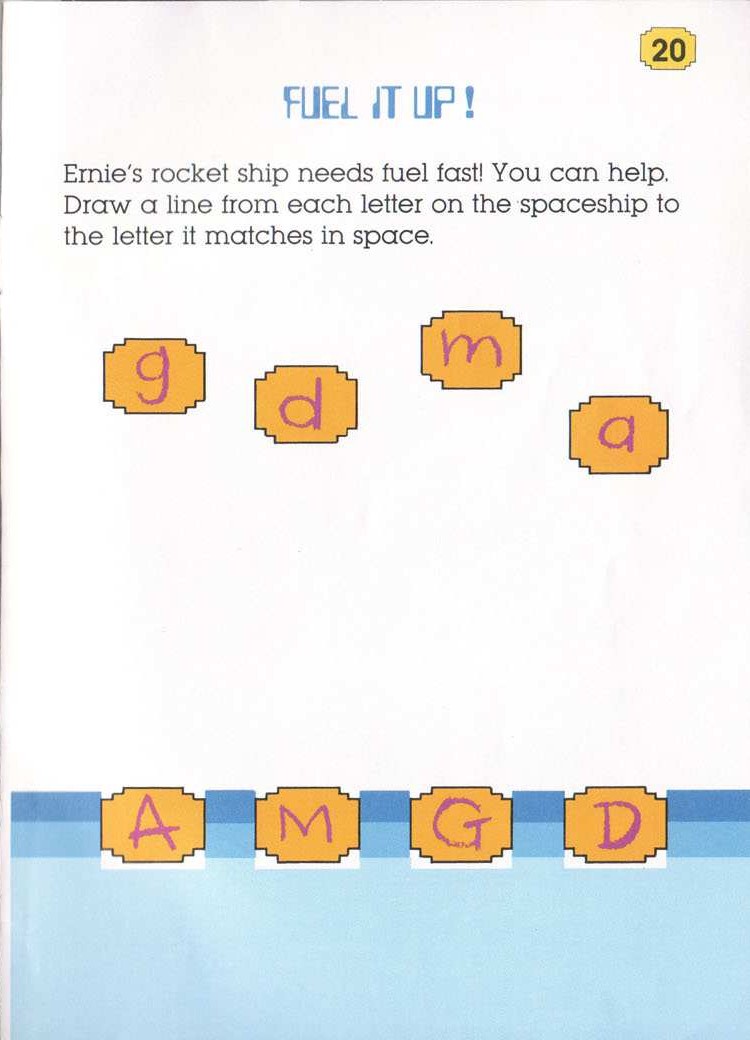 20
FUEL IT UP!
Ernie's rocket ship needs fuel fast! You can help.
Draw a line from each letter on the spaceship to
the letter it matches in space.
g d m a
A M G D